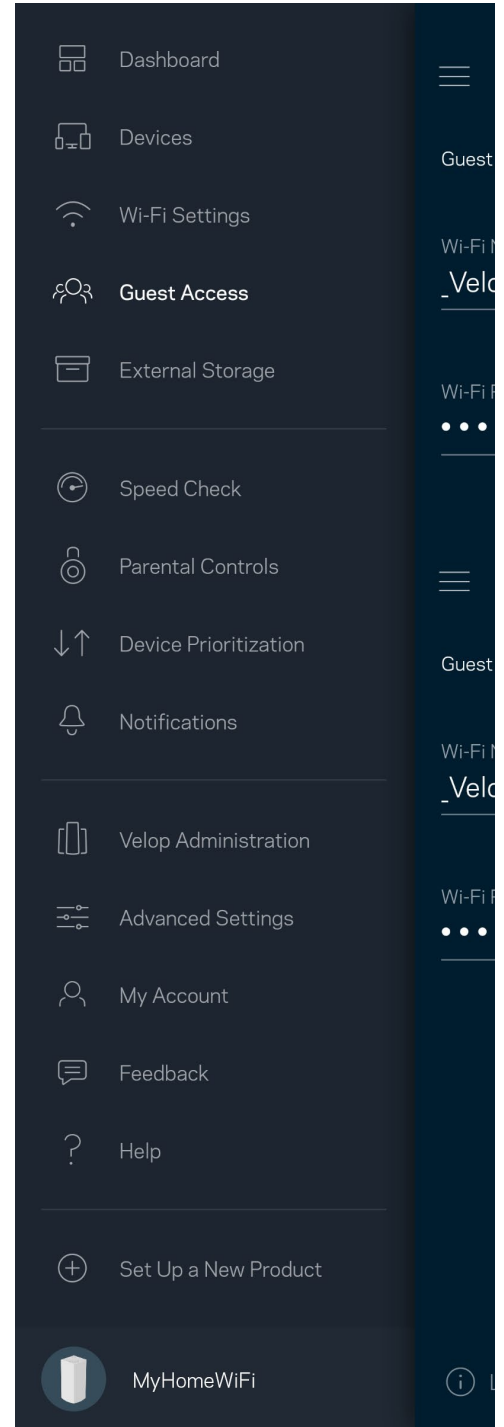 Dashboard
Devices
Wi-Fi Settings
Guest Access
External Storage
Speed Check
Parental Controls
Device Prioritization
Notifications
Velop Administration
Advanced Settings
My Account
Feedback
Help
Set Up a New Product
MyHomeWiFi
Guest
Wi-Fi
_Velo
Wi-Fi
Guest
Wi-Fi
_Velo
Wi-Fi